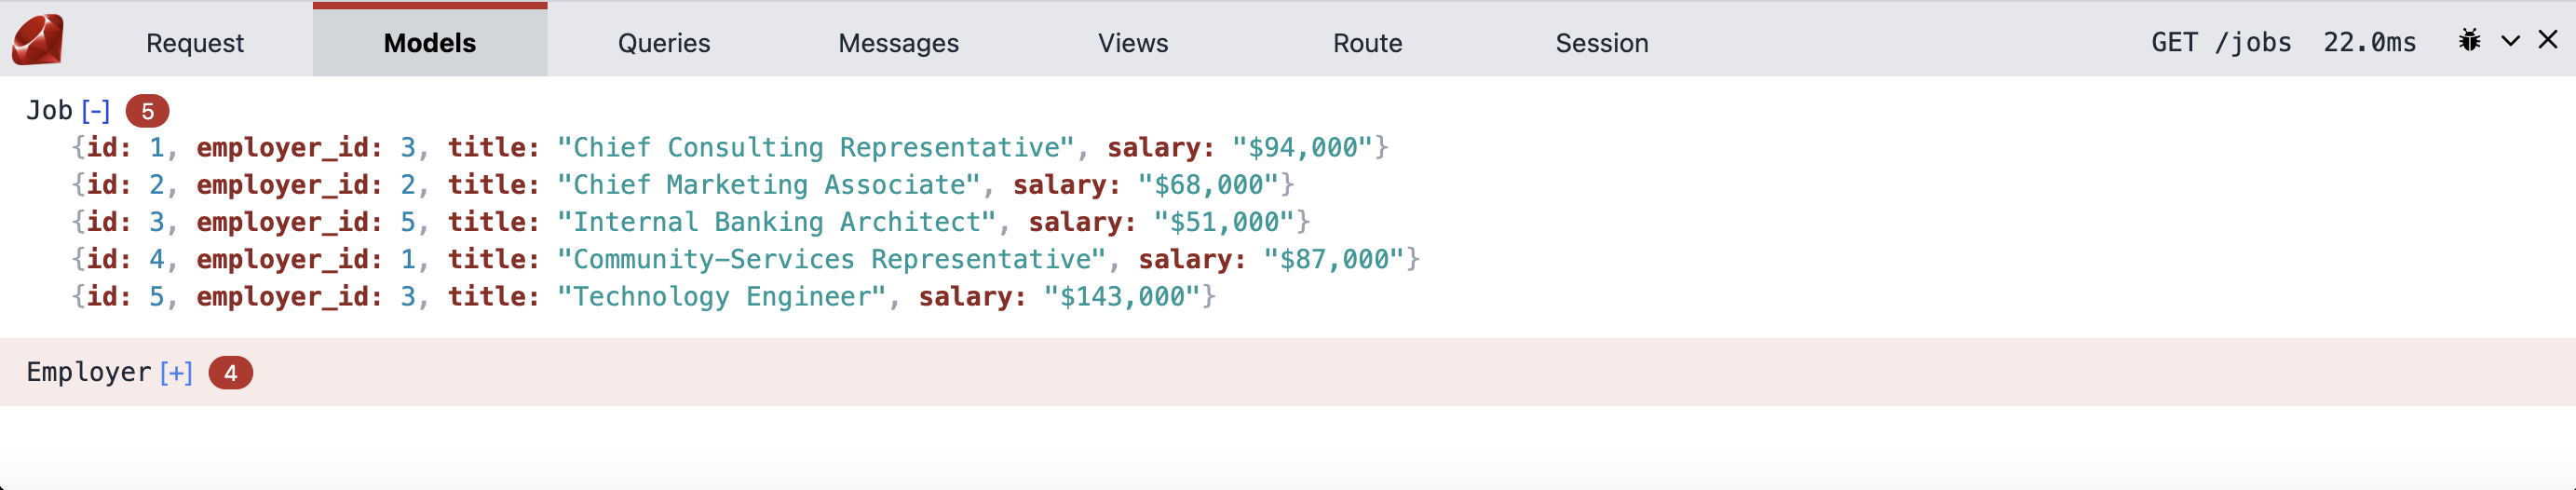 Request Models Queries Messages Views Route Session GET /jobs 22.0ms
Job [-] 5
{id: 1, employer_id: 3, title: "Chief Consulting Representative", salary: "$94,000"}
{id: 2, employer_id: 2, title: "Chief Marketing Associate", salary: "$68,000"}
{id: 3, employer_id: 5, title: "Internal Banking Architect", salary: "$51,000"}
{id: 4, employer_id: 1, title: "Community-Services Representative", salary: "$87,000"}
{id: 5, employer_id: 3, title: "Technology Engineer", salary: "$143,000"}
Employer [+] 4